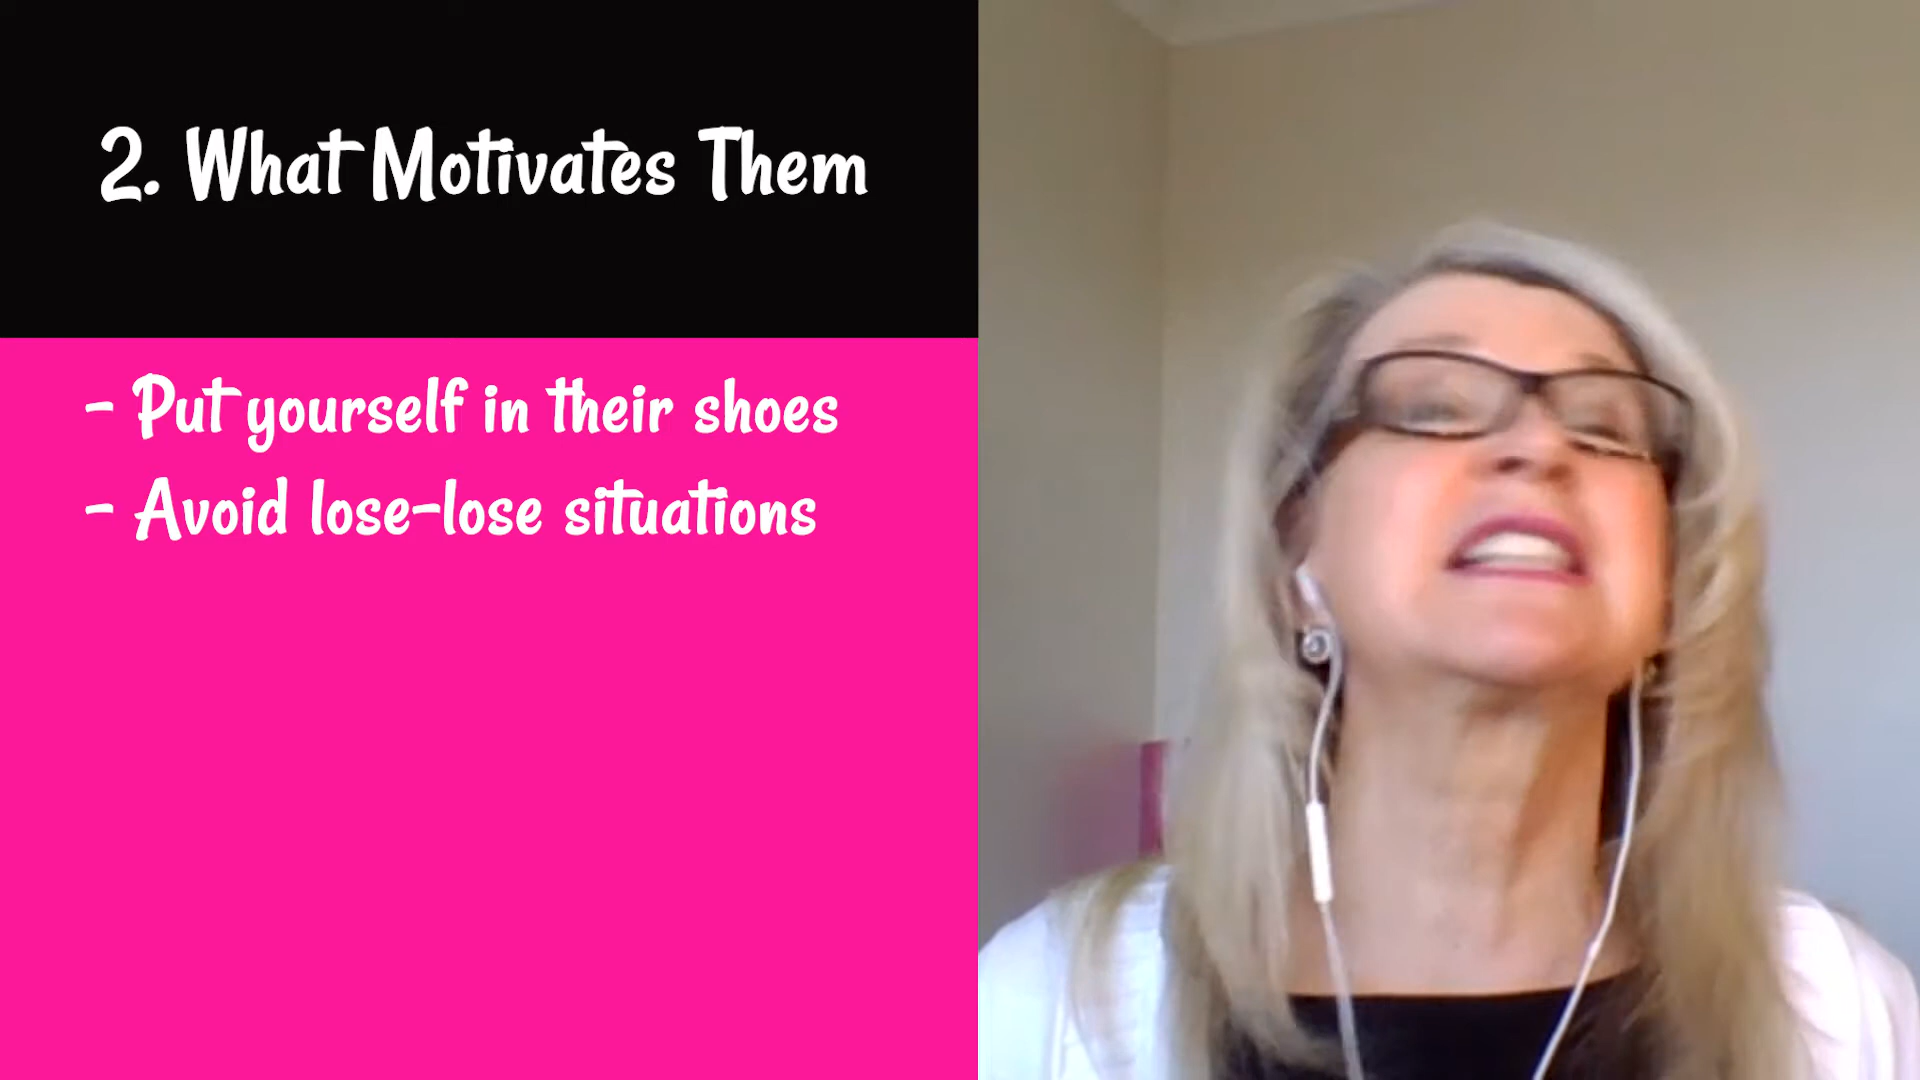 2. What Motivates Them
- Put yourself in their shoes
- Avoid lose-lose situations